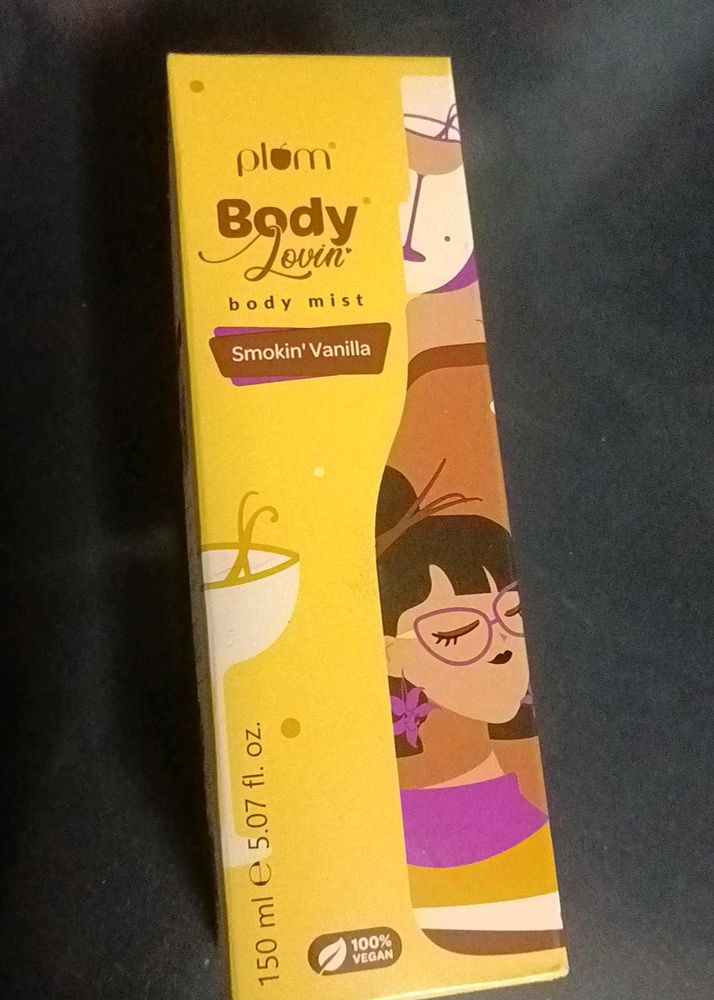 plum®
Body®
Lovin'
body mist
Smokin' Vanilla
150 ml ℮ 5.07 fl. oz.
100%
VEGAN